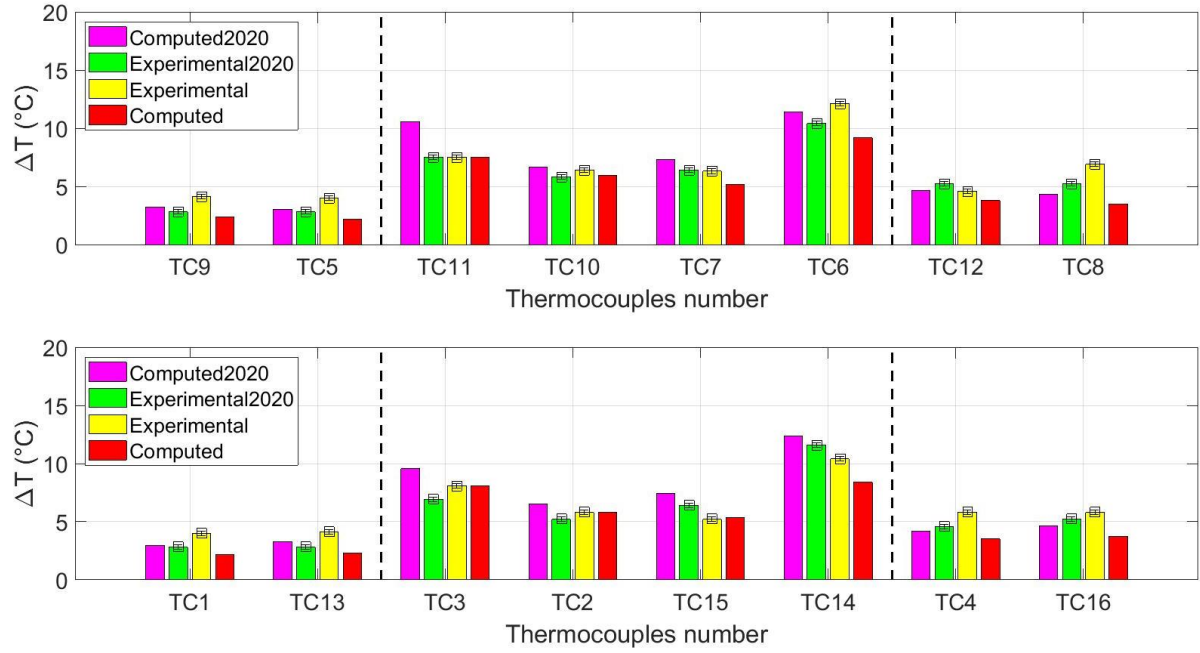 20
15
10
5
0
ΔT (°C)
Computed2020
Experimental2020
Experimental
Computed
TC9 TC5 TC11 TC10 TC7 TC6 TC12 TC8
Thermocouples number
20
15
10
5
0
ΔT (°C)
Computed2020
Experimental2020
Experimental
Computed
TC1 TC13 TC3 TC2 TC15 TC14 TC4 TC16
Thermocouples number